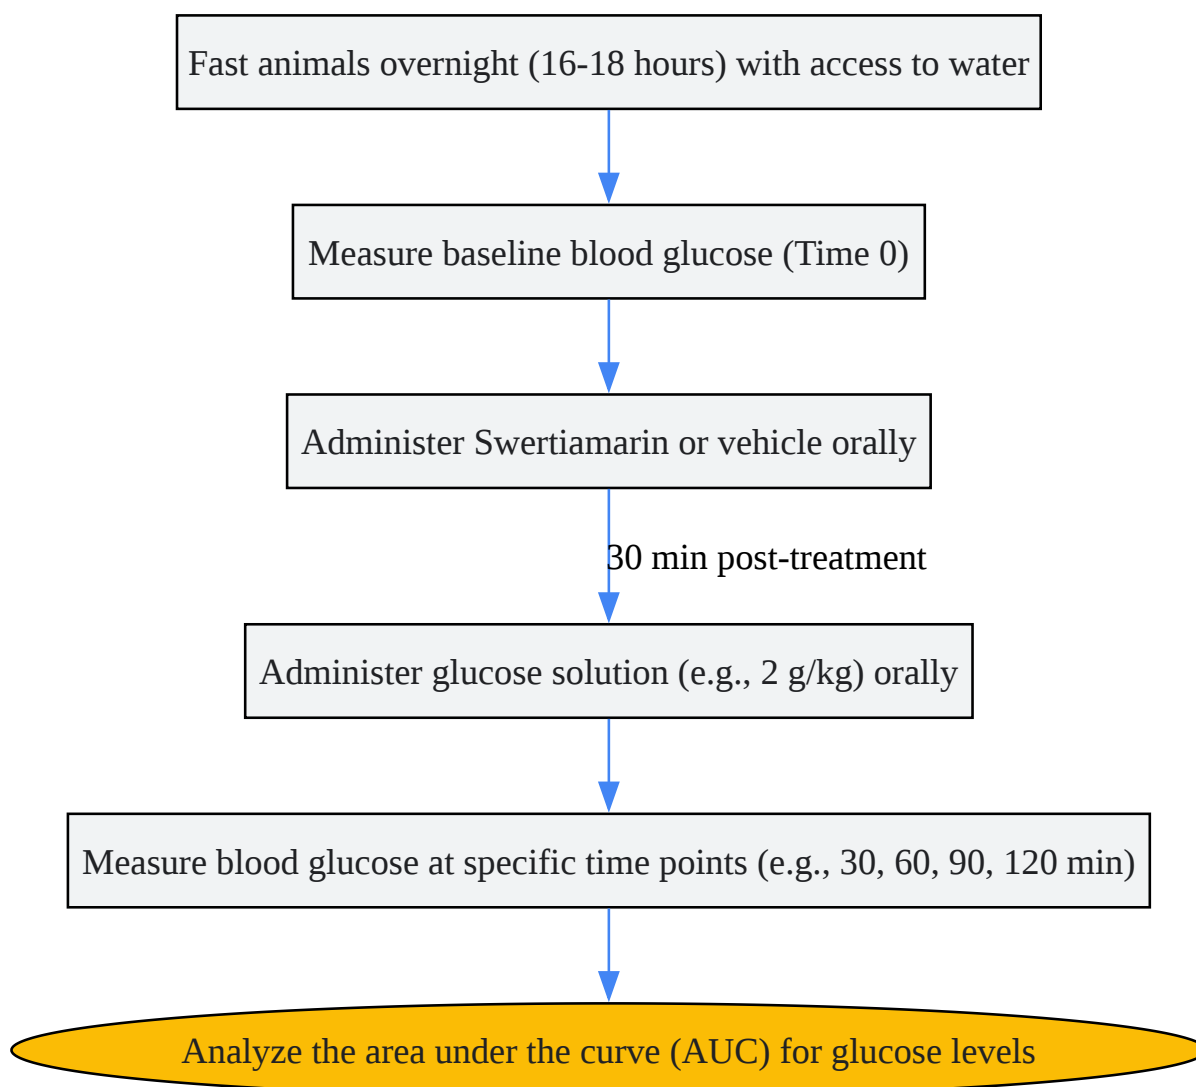 Fast animals overnight (16-18 hours) with access to water
Measure baseline blood glucose (Time 0)
Administer Swertiamarin or vehicle orally
30 min post-treatment
Administer glucose solution (e.g., 2 g/kg) orally
Measure blood glucose at specific time points (e.g., 30, 60, 90, 120 min)
Analyze the area under the curve (AUC) for glucose levels